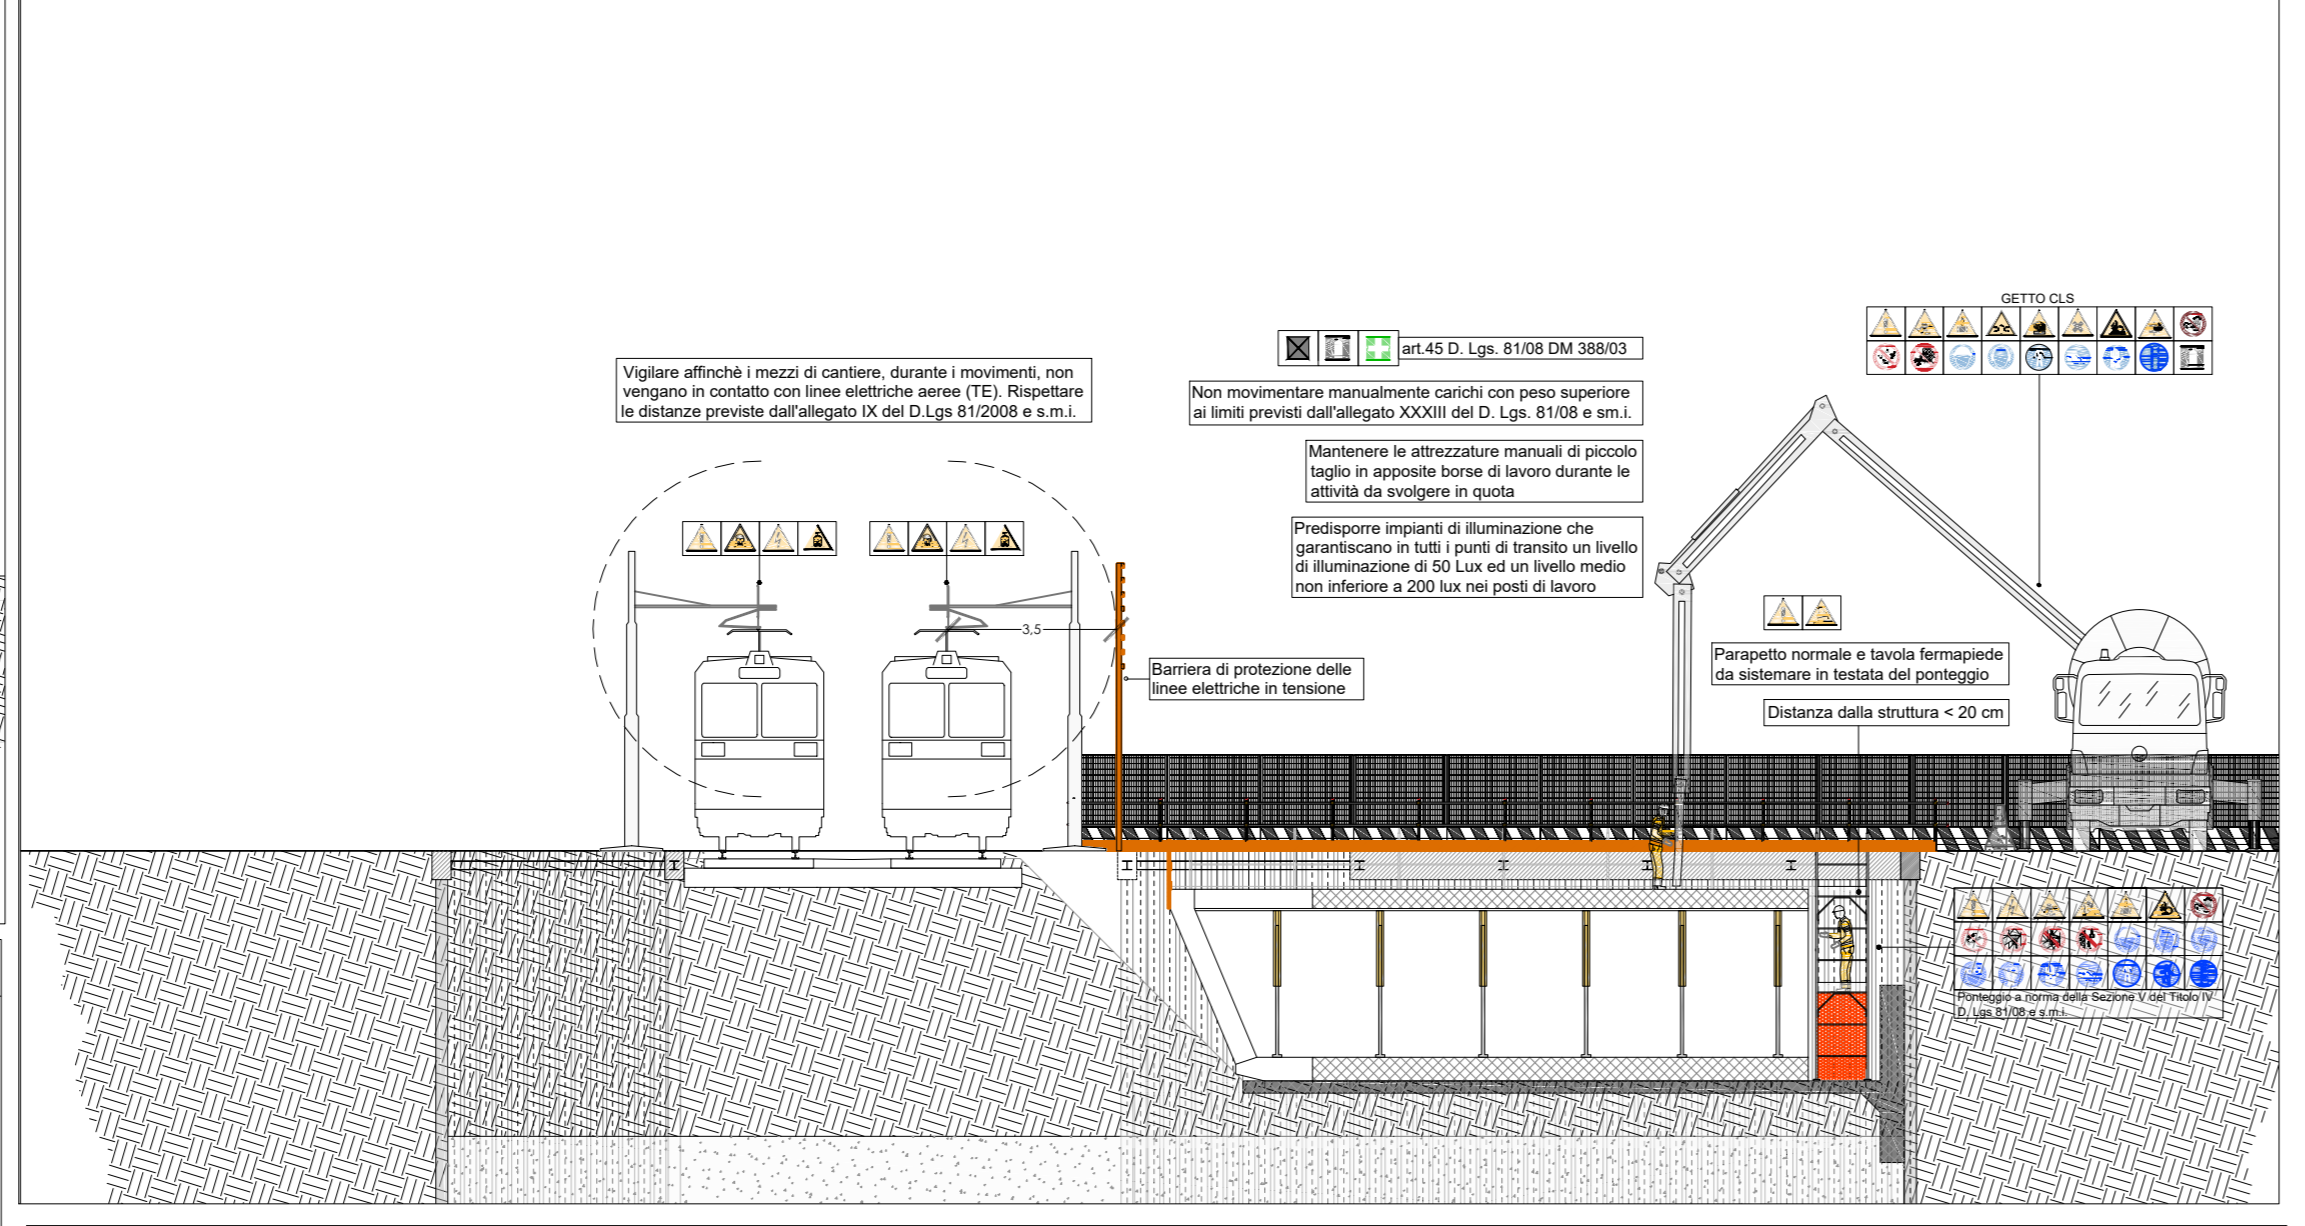 GETTO CLS
art.45 D. Lgs. 81/08 DM 388/03
Vigilare affinchè i mezzi di cantiere, durante i movimenti, non
vengano in contatto con linee elettriche aeree (TE). Rispettare
le distanze previste dall'allegato IX del D.Lgs 81/2008 e s.m.i.
Non movimentare manualmente carichi con peso superiore
ai limiti previsti dall'allegato XXXIII del D. Lgs. 81/08 e sm.i.
Mantenere le attrezzature manuali di piccolo
taglio in apposite borse di lavoro durante le
attività da svolgere in quota
Predisporre impianti di illuminazione che
garantiscano in tutti i punti di transito un livello
di illuminazione di 50 Lux ed un livello medio
non inferiore a 200 lux nei posti di lavoro
3,5
Barriera di protezione delle
linee elettriche in tensione
Parapetto normale e tavola fermapiede
da sistemare in testata del ponteggio
Distanza dalla struttura < 20 cm
Ponteggio a norma della Sezione V del Titolo IV
D. Lgs 81/08 e s.m.i.